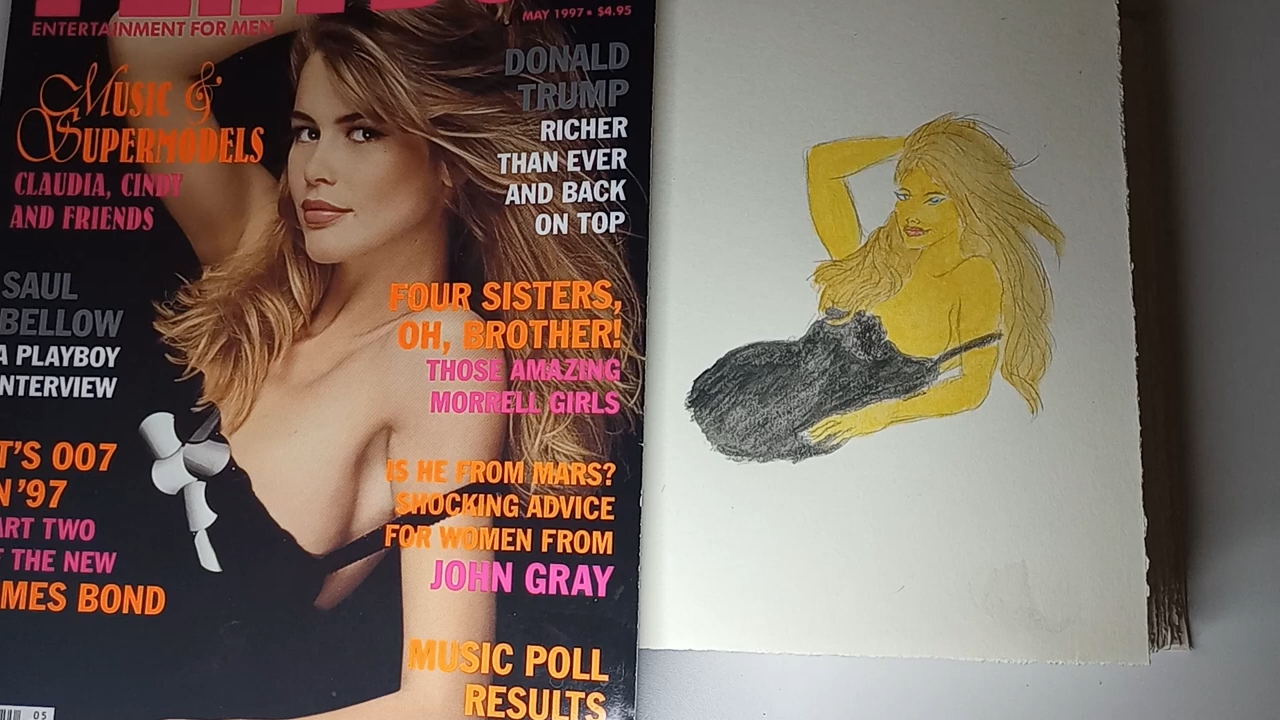 ENTERTAINMENT FOR MEN
MAY 1997 • $4.95
MUSIC &
SUPERMODELS
CLAUDIA, CINDY
AND FRIENDS
DONALD
TRUMP
RICHER
THAN EVER
AND BACK
ON TOP
SAUL
BELLOW
A PLAYBOY
NTERVIEW
FOUR SISTERS,
OH, BROTHER!
THOSE AMAZING
MORRELL GIRLS
T'S 007
N '97
ART TWO
F THE NEW
MES BOND
IS HE FROM MARS?
SHOCKING ADVICE
FOR WOMEN FROM
JOHN GRAY
MUSIC POLL
RESULTS
05